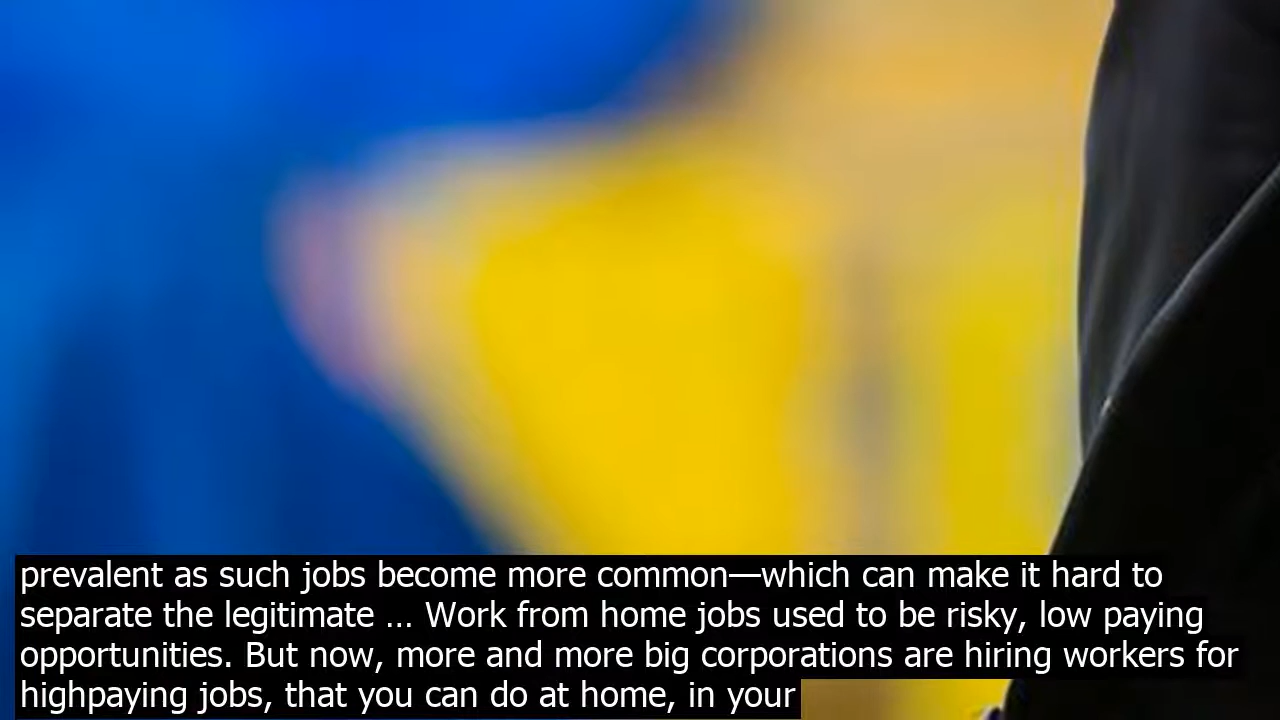 prevalent as such jobs become more common—which can make it hard to
separate the legitimate ... Work from home jobs used to be risky, low paying
opportunities. But now, more and more big corporations are hiring workers for
highpaying jobs, that you can do at home, in your